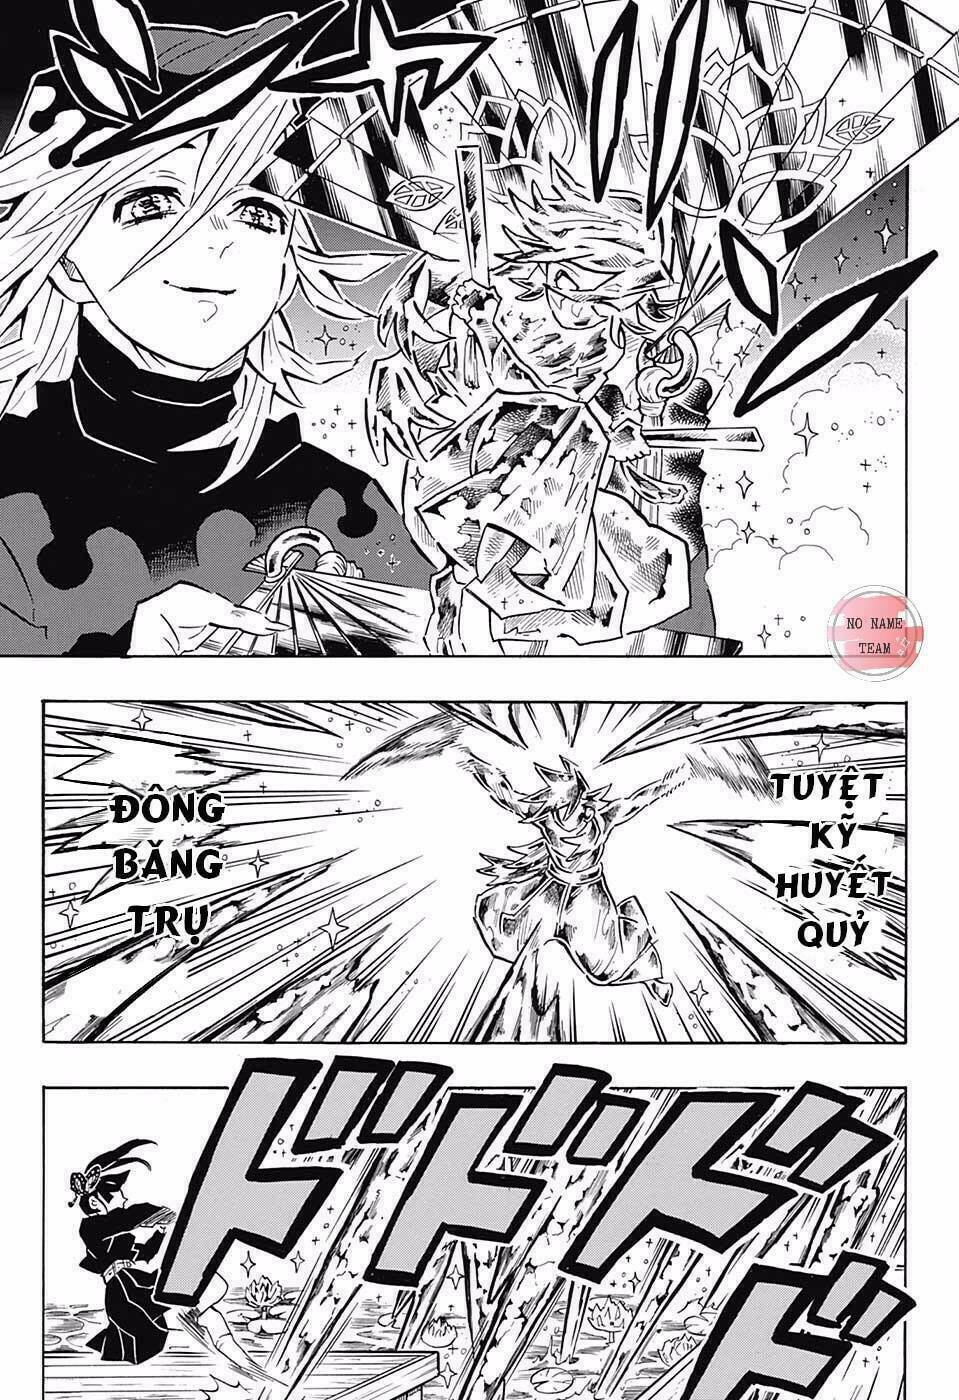 NO NAME
TEAM
TUYỆT
KỸ
HUYẾT
QUỶ
ĐÔNG
BĂNG
TRỤ
ドドドド